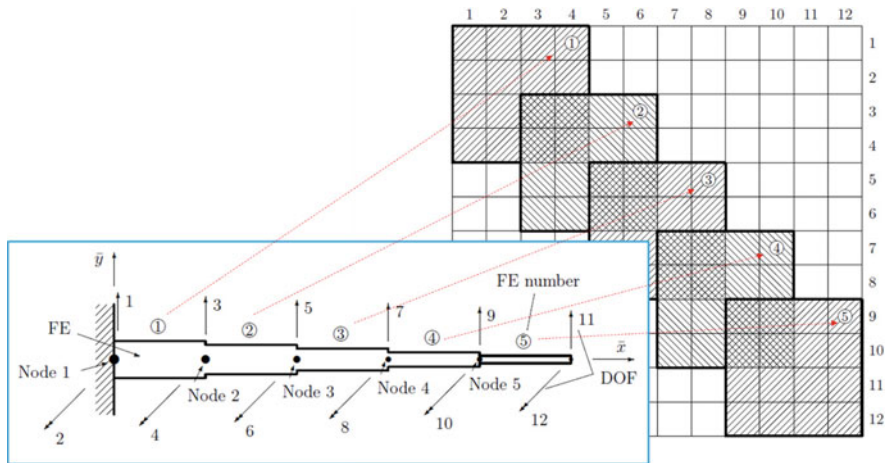 1 2 3 4 5 6 7 8 9 10 11 12
① 1
2
② 3
4
③ 5
6
④ 7
8
⑤ 9
10
11
12
ȳ
1 3 5 7 9 11
① ② ③ ④ ⑤
FE number
FE
x̄
DOF
Node 1 Node 2 Node 3 Node 4 Node 5
2 4 6 8 10 12